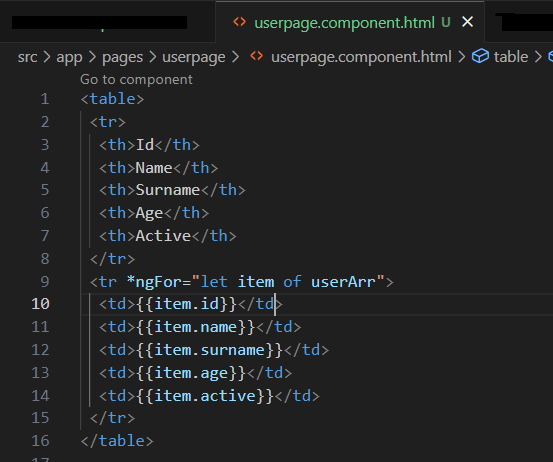 userpage.component.html U
src > app > pages > userpage > userpage.component.html > table >
Go to component
1 <table>
2 <tr>
3 <th>Id</th>
4 <th>Name</th>
5 <th>Surname</th>
6 <th>Age</th>
7 <th>Active</th>
8 </tr>
9 <tr *ngFor="let item of userArr">
10 <td>{{item.id}}</td>
11 <td>{{item.name}}</td>
12 <td>{{item.surname}}</td>
13 <td>{{item.age}}</td>
14 <td>{{item.active}}</td>
15 </tr>
16 </table>
17